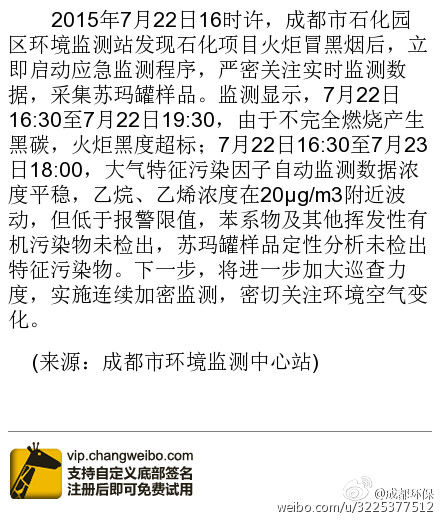 2015年7月22日16时许，成都市石化园
区环境监测站发现石化项目火炬冒黑烟后，立
即启动应急监测程序，严密关注实时监测数
据，采集苏玛罐样品。监测显示，7月22日
16:30至7月22日19:30，由于不完全燃烧产生
黑碳，火炬黑度超标；7月22日16:30至7月23
日18:00，大气特征污染因子自动监测数据浓
度平稳，乙烷、乙烯浓度在20μg/m3附近波
动，但低于报警限值，苯系物及其他挥发性有
机污染物未检出，苏玛罐样品定性分析未检出
特征污染物。下一步，将进一步加大巡查力
度，实施连续加密监测，密切关注环境空气变
化。
(来源：成都市环境监测中心站)
vip.changweibo.com
支持自定义底部签名
注册后即可免费试用
@成都环保
weibo.com/u/3225377512